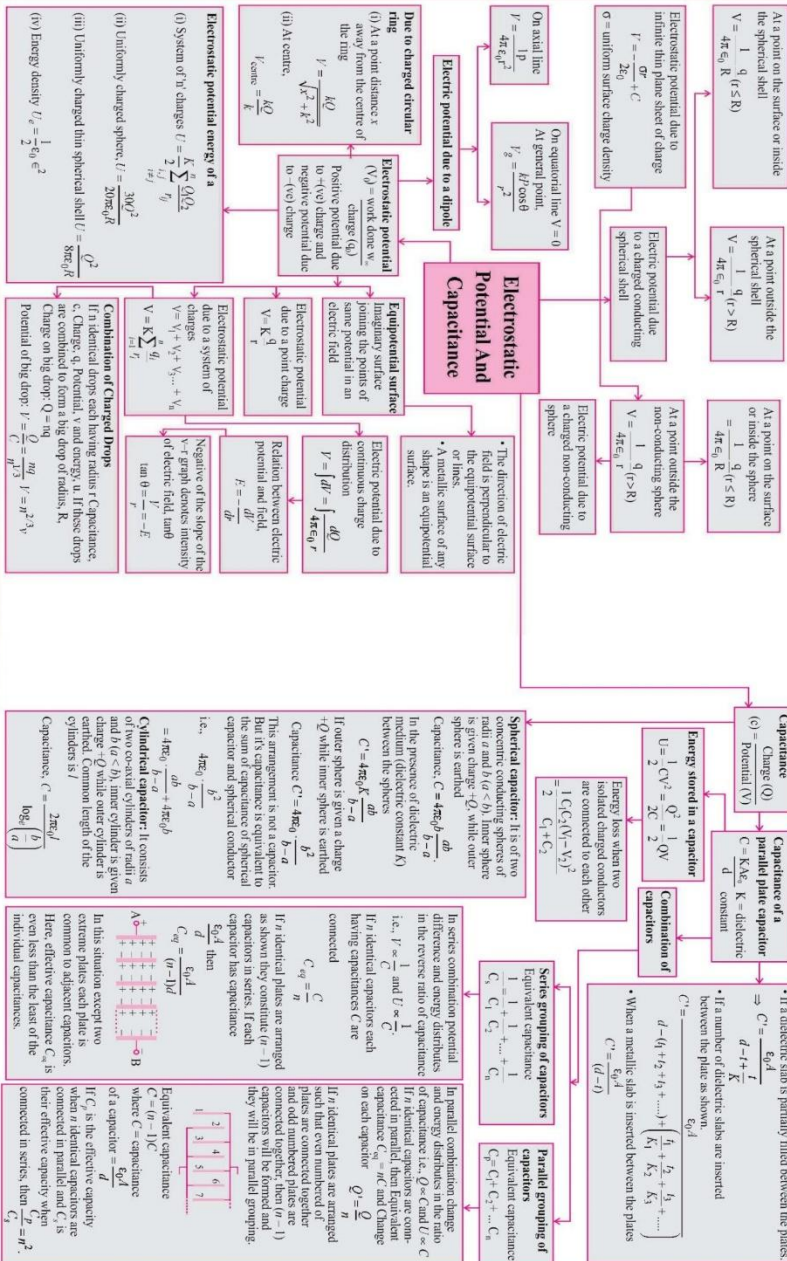 Electrostatic
Potential And
Capacitance
Electrostatic potential
(V₀) = work done w∞
charge (q₀)
Positive potential due
to +(ve) charge and
negative potential due
to –(ve) charge
Electric potential due to a dipole
On axial line
V = 1p / 4π ε₀r²
On equatorial line V = 0
At general point,
V_g = kP cosθ / r²
Due to charged circular
ring
(i) At a point distance x
away from the centre of
the ring
V = kQ / √(x² + k²)
(ii) At centre,
V_centre = kQ / k
Electrostatic potential energy of a
(i) System of 'n' charges U = K/2 Σ Q₁Q₂ / r_ij
(ii) Uniformly charged sphere, U = 30Q² / 20πε₀R
(iii) Uniformly charged thin spherical shell U = Q² / 8πε₀R
(iv) Energy density U_e = 1/2 ε₀ ∈²
Equipotential surface
Imaginary surface
joining the points of
same potential in an
electric field
• The direction of electric
field is perpendicular to
the equipotential surface
or lines.
• A metallic surface of any
shape is an equipotential
surface.
Electrostatic potential
due to a point charge
V = K q/r
Electrostatic potential
due to a system of
charges
v = V₁ + V₂ + V₃... + Vₙ
V = K Σ qᵢ / rᵢ
Electric potential due to
continuous charge
distribution
V = ∫dV = ∫ dQ / 4π∈₀ r
Relation between electric
potential and field,
E = – dV/dr
Negative of the slope of the
v–r graph denotes intensity
of electric field, tanθ
tan θ = V/r = –E
Combination of Charged Drops
If n identical drops each having radius r Capacitance,
c, Charge, q, Potential, v and energy, u. If these drops
are combined to form a big drop of radius, R,
Charge on big drop: Q = nq
Potential of big drop: V = Q/C = nq / n^1/3 V = n^2/3 v
Electrostatic potential due to
infinite thin plane sheet of charge
V = – σr / 2ε₀ + C
σ = uniform surface charge density
Electric potential due
to a charged conducting
spherical shell
At a point on the surface or inside
the spherical shell
V = 1/4π∈₀ q/R (r ≤ R)
At a point outside the
spherical shell
V = 1/4π∈₀ q/r (r > R)
Electric potential due to
a charged non-conducting
sphere
At a point outside the
non-conducting sphere
V = 1/4π∈₀ q/r (r>R)
At a point on the surface
or inside the sphere
= 1/4π∈₀ q/R (r ≤ R)
Capacitance
(c) = Charge (Q) / Potential (V)
Energy stored in a capacitor
U = 1/2 CV² = Q²/2C = 1/2 QV
Energy loss when two
isolated charged conductors
are connected to each other
= 1/2 C₁C₂(V₁ – V₂)² / C₁ + C₂
Capacitance of a
parallel plate capacitor
C = KAε₀ / d K = dielectric
constant
• If a dielectric slab is partially filled between the plates.
⇒ C' = ε₀A / d – t + t/K
• If a number of dielectric slabs are inserted
between the plate as shown.
C' = ε₀A / d – (t₁ + t₂ + t₃ + .....) + (t₁/K₁ + t₂/K₂ + t₃/K₃ + .....)
• When a metallic slab is inserted between the plates
C' = ε₀A / (d – t)
Combination of
capacitors
Spherical capacitor: It is of two
concentric conducting spheres of
radii a and b (a < b). Inner sphere
is given charge +Q, while outer
sphere is earthed
Capacitance, C = 4πε₀b ab / b – a.
In the presence of dielectric
medium (dielectric constant K)
between the spheres
C' = 4πε₀K ab / b – a
If outer sphere is given a charge
+Q while inner sphere is earthed
Capacitance C' = 4πε₀. b² / b – a
This arrangement is not a capacitor.
But it's capacitance is equivalent to
the sum of capacitance of spherical
capacitor and spherical conductor
i.e., 4πε₀. b² / b – a
= 4πε₀. ab / b – a + 4πε₀b
Cylindrical capacitor: It consists
of two co-axial cylinders of radii a
and b (a < b), inner cylinder is given
charge +Q while outer cylinder is
earthed. Common length of the
cylinders is l
Capacitance, C = 2πε₀l / logₑ(b/a)
Series grouping of capacitors
Equivalent capacitance
1/Cₛ = 1/C₁ + 1/C₂ + .... + 1/Cₙ
In series combination potential
difference and energy distributes
in the reverse ratio of capacitance
i.e., V ∝ 1/C and U ∝ 1/C.
If n identical capacitors each
having capacitances C are
connected
C_eq = C/n
If n identical plates are arranged
as shown they constitute (n – 1)
capacitors in series. If each
capacitor has capacitance
ε₀A / d then
C_eq = ε₀A / (n–1)d
A
B
In this situation except two
extreme plates each plate is
common to adjacent capacitors.
Here, effective capacitance C_eq is
even less than the least of the
individual capacitances.
Parallel grouping of
capacitors
Equivalent capacitance
C_p = C₁ + C₂ + ... Cₙ
In parallel combination change
and energy distributes in the ratio
of capacitance i.e., Q ∝ C and U ∝ C
If n identical capacitors are conn-
ected in parallel, then Equivalent
capacitance C_eq = nC and Change
on each capacitor Q' = Q/n
If n identical plates are arranged
such that even numbered of
plates are connected together
and odd numbered plates are
connected together, then (n – 1)
capacitors will be formed and
they will be in parallel grouping.
1
2
3
4
5
6
7
Equivalent capacitance
C' = (n – 1)C
where C = capacitance
of a capacitor = ε₀A / d
If C_p is the effective capacity
when n identical capacitors are
connected in parallel and Cₛ is
their effective capacity when
connected in series, then C_p / Cₛ = n².